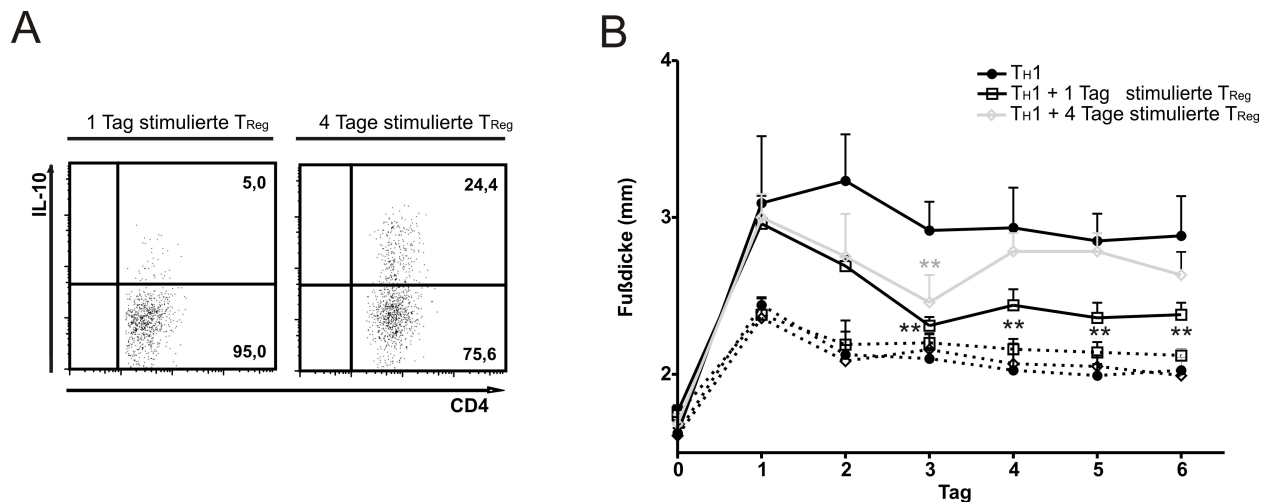 A
1 Tag stimulierte TReg
4 Tage stimulierte TReg
IL-10
5,0
95,0
24,4
75,6
CD4
B
Fußdicke (mm)
4
3
2
TH1
TH1 + 1 Tag stimulierte TReg
TH1 + 4 Tage stimulierte TReg
**
**
**
**
**
0 1 2 3 4 5 6
Tag